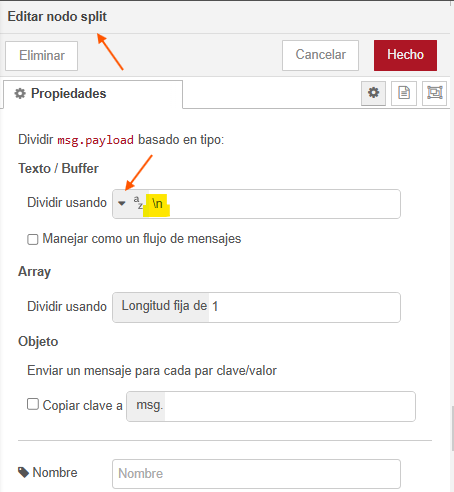 Editar nodo split
Eliminar Cancelar Hecho
Propiedades
Dividir msg.payload basado en tipo:
Texto / Buffer
Dividir usando az \n
Manejar como un flujo de mensajes
Array
Dividir usando Longitud fija de 1
Objeto
Enviar un mensaje para cada par clave/valor
Copiar clave a msg.
Nombre Nombre